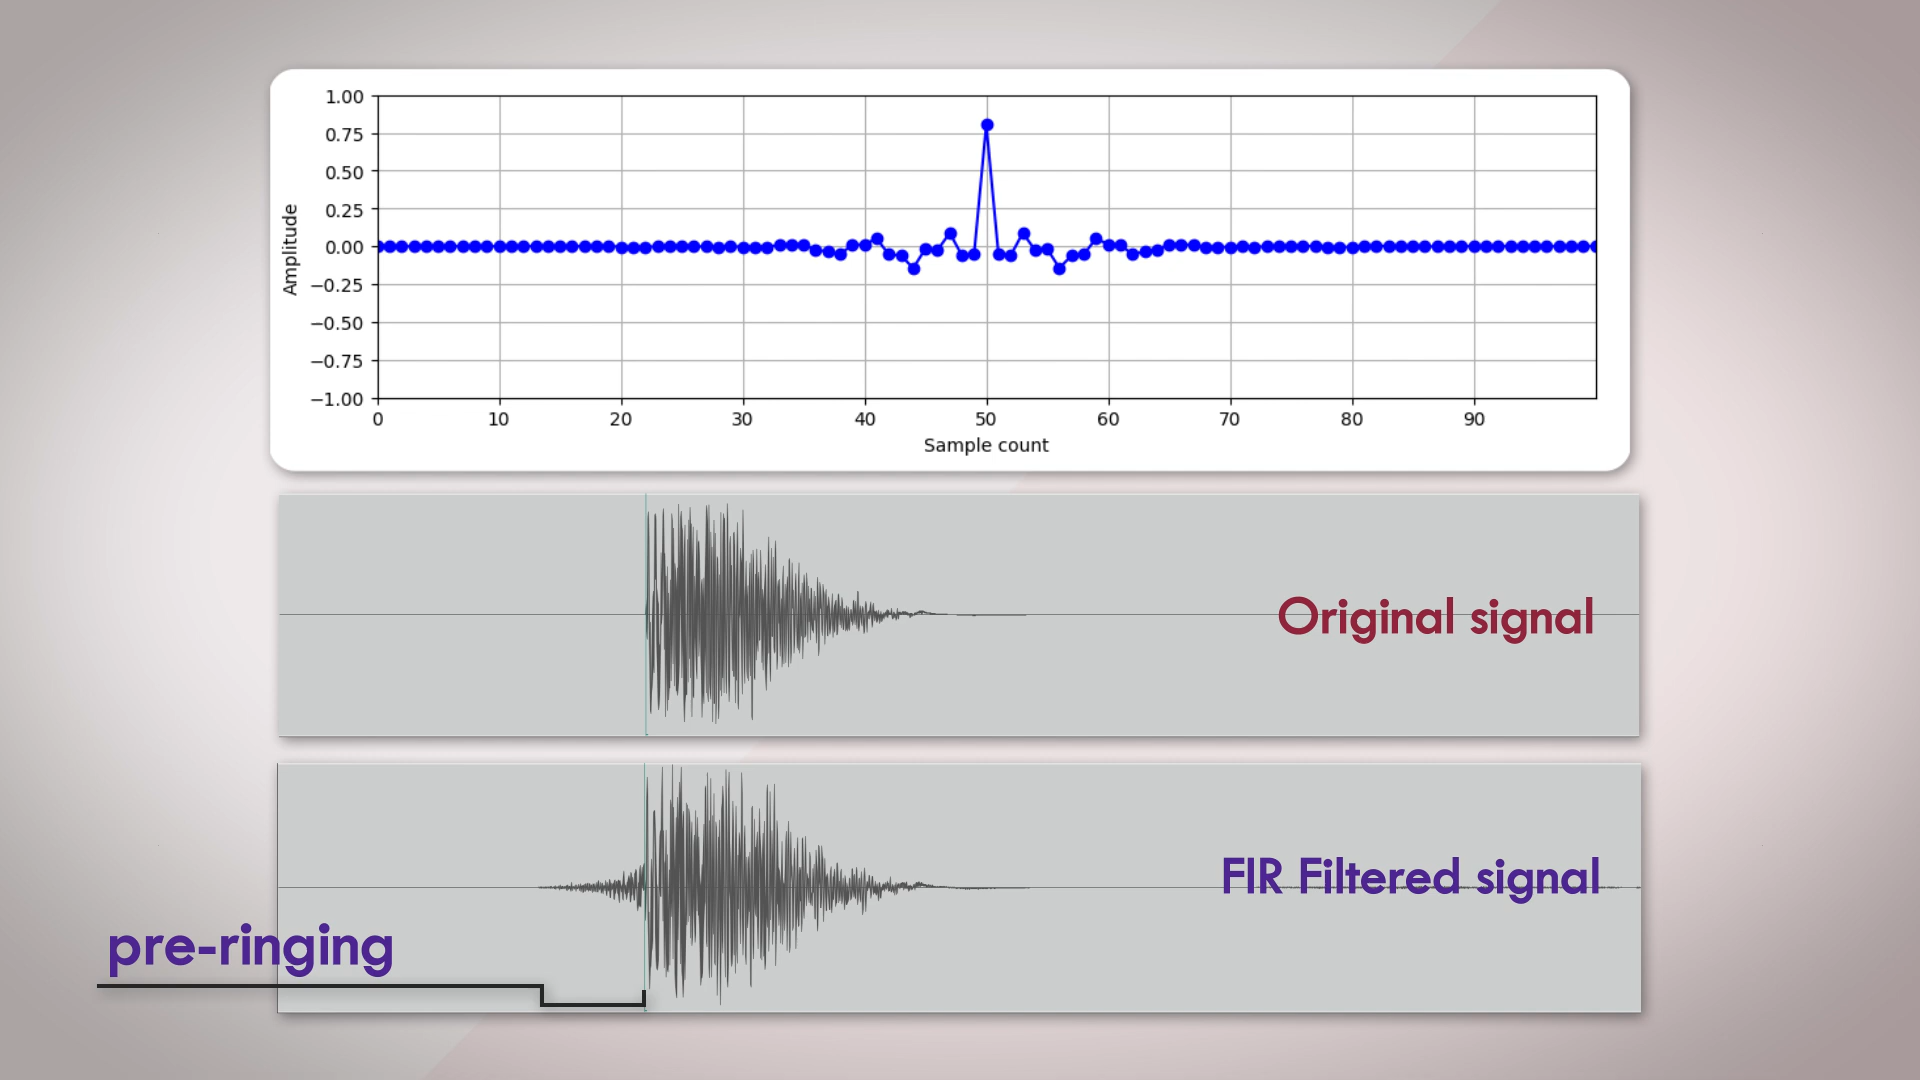 1.00
0.75
0.50
0.25
0.00
−0.25
−0.50
−0.75
−1.00
Amplitude
0 10 20 30 40 50 60 70 80 90
Sample count
Original signal
FIR Filtered signal
pre-ringing